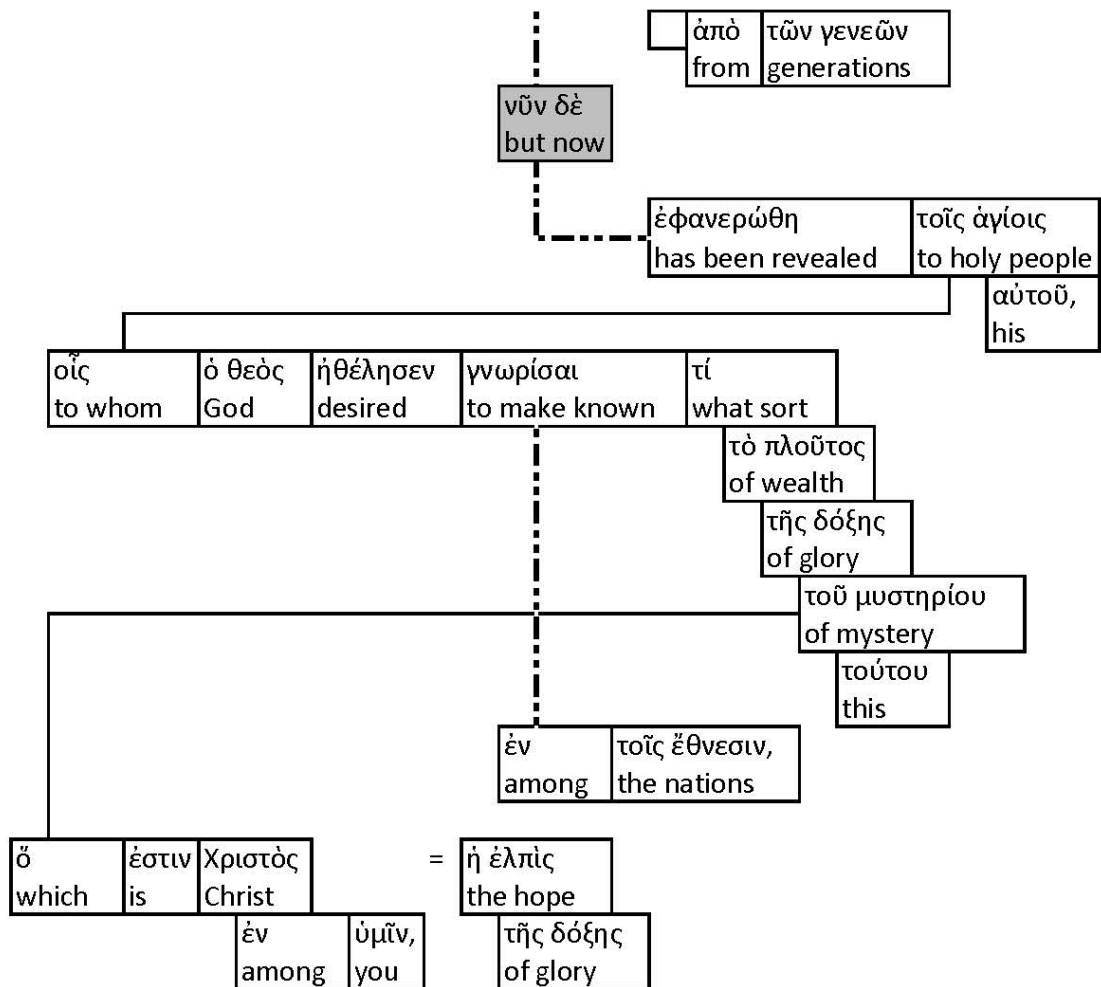 ἀπὸ τῶν γενεῶν
from generations
νῦν δὲ
but now
ἐφανερώθη τοῖς ἁγίοις
has been revealed to holy people
αὐτοῦ,
his
οἷς ὁ θεὸς ἠθέλησεν γνωρίσαι τί
to whom God desired to make known what sort
τὸ πλοῦτος
of wealth
τῆς δόξης
of glory
τοῦ μυστηρίου
of mystery
τούτου
this
ἐν τοῖς ἔθνεσιν,
among the nations
ὅ ἐστιν Χριστὸς = ἡ ἐλπὶς
which is Christ the hope
ἐν ὑμῖν, τῆς δόξης
among you of glory